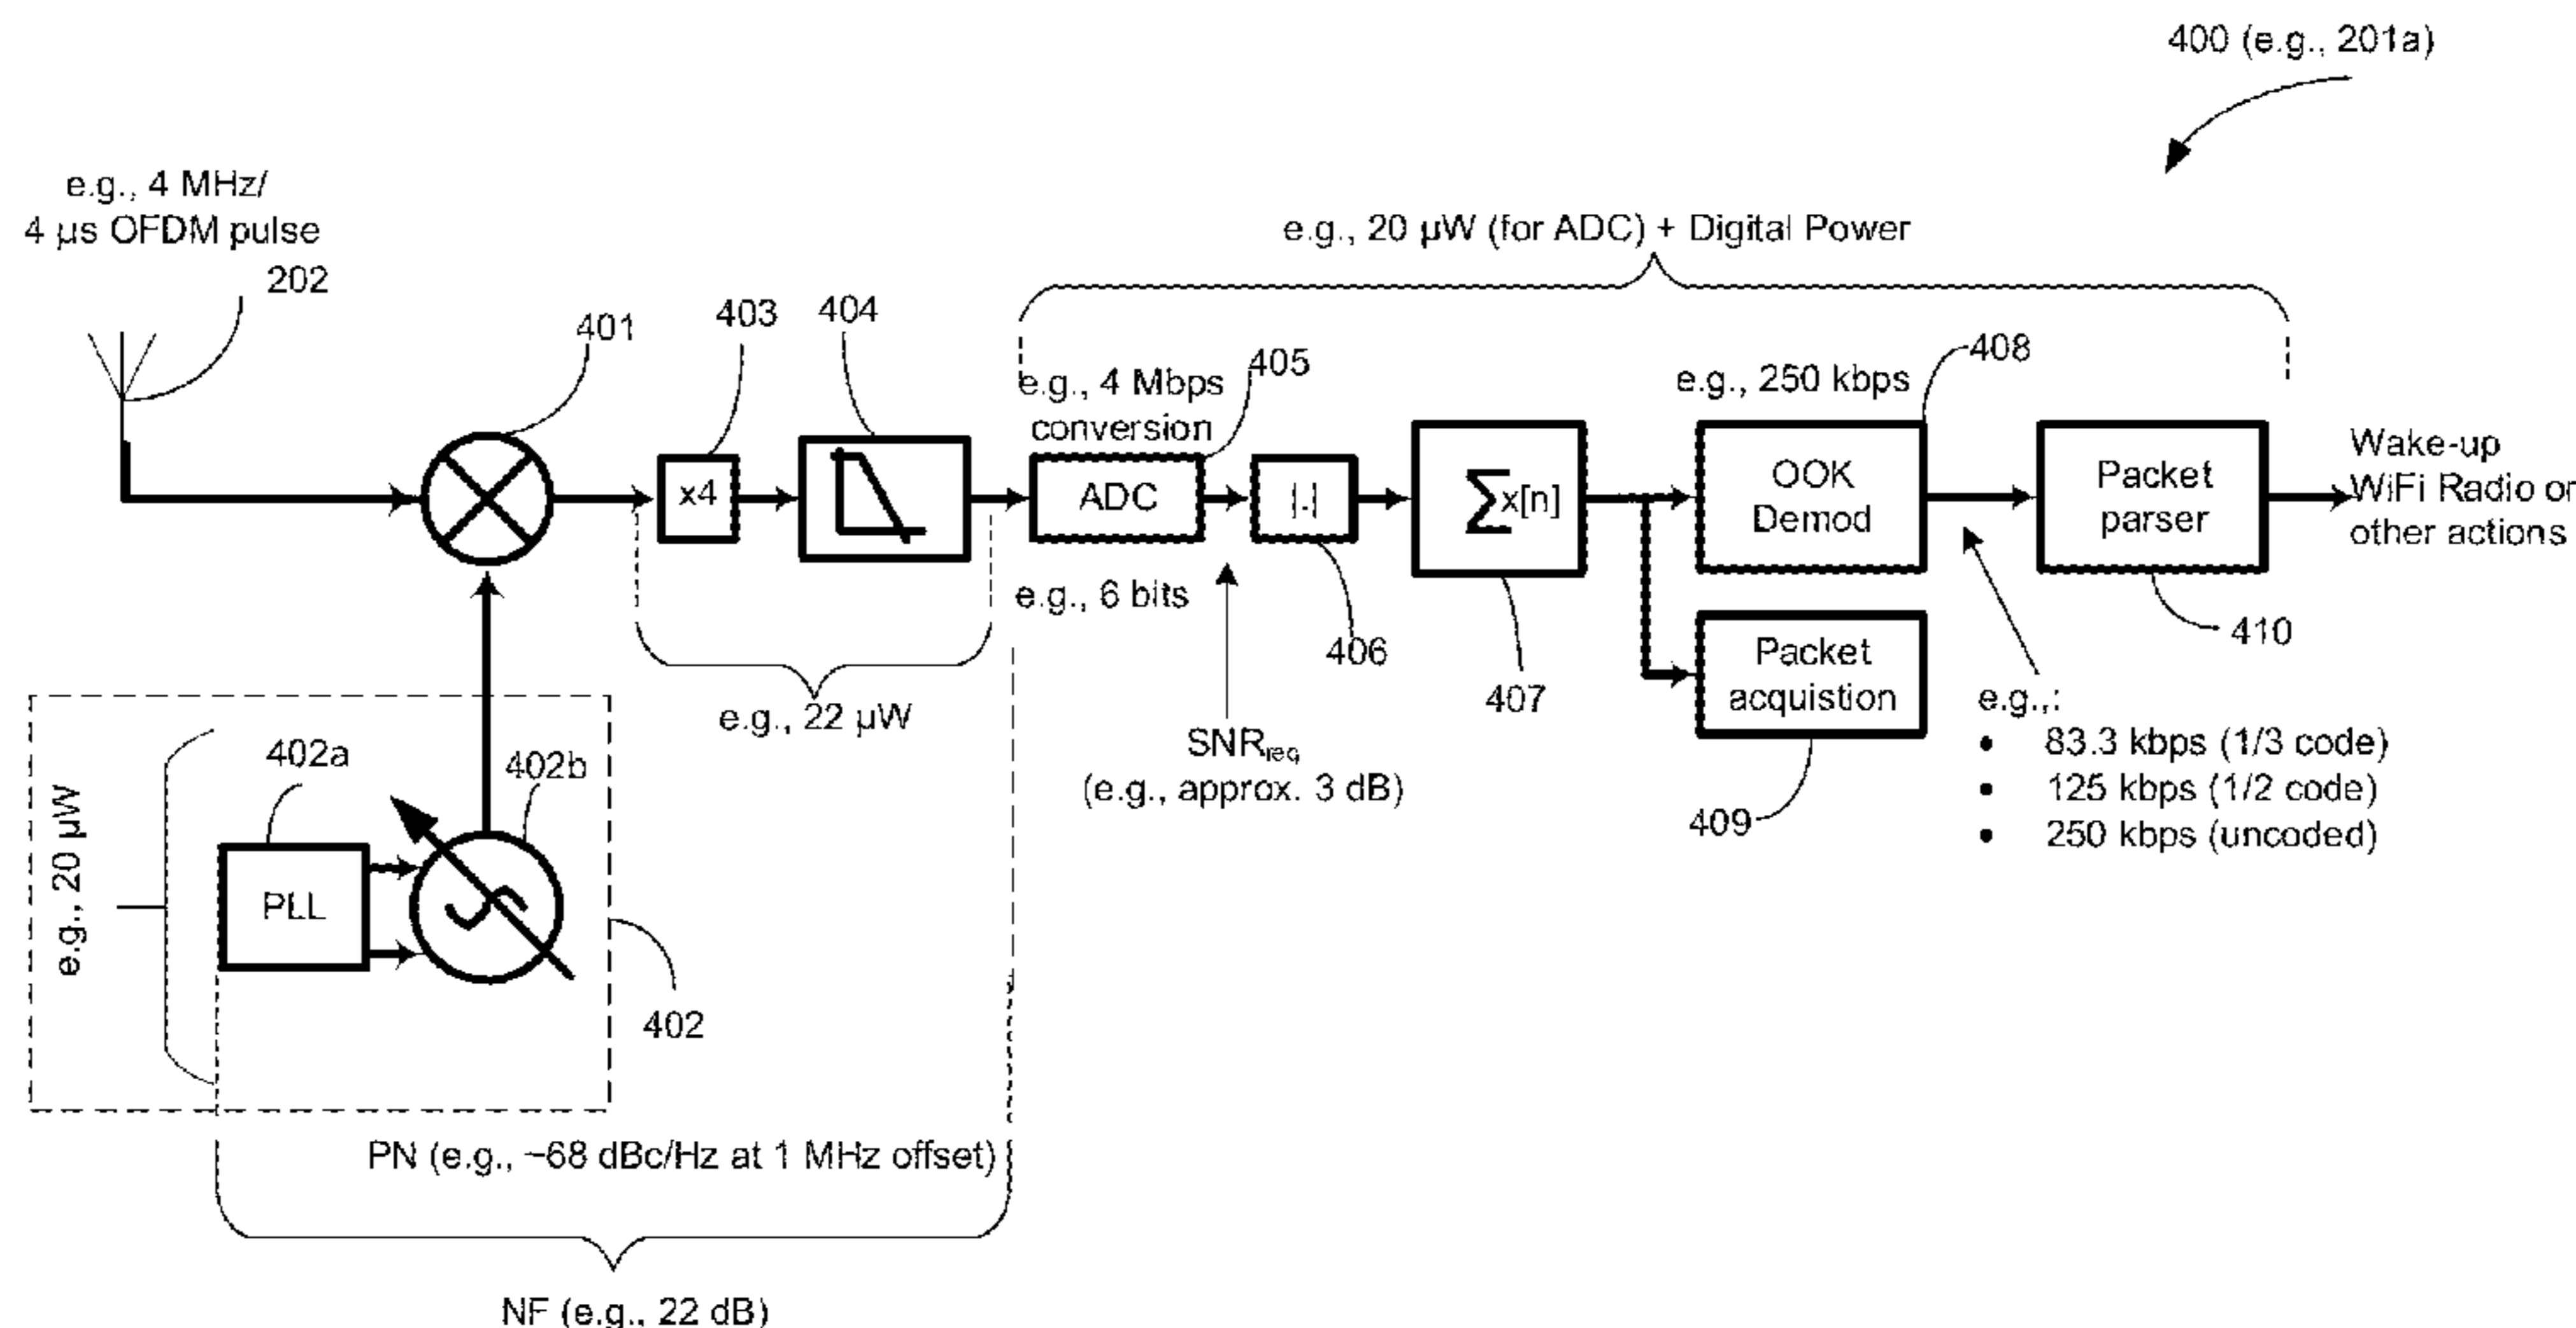 400 (e.g., 201a)
e.g., 4 MHz/
4 µs OFDM pulse
202
e.g., 20 µW (for ADC) + Digital Power
401
403
404
e.g., 4 Mbps
conversion
405
e.g., 250 kbps
408
x4
ADC
|.|
∑x[n]
OOK
Demod
Packet
parser
Wake-up
WiFi Radio or
other actions
e.g., 6 bits
406
407
Packet
acquistion
409
410
e.g., 22 µW
SNRreq
(e.g., approx. 3 dB)
e.g.,:
• 83.3 kbps (1/3 code)
• 125 kbps (1/2 code)
• 250 kbps (uncoded)
e.g., 20 µW
402a
402b
PLL
402
PN (e.g., ~68 dBc/Hz at 1 MHz offset)
NF (e.g., 22 dB)